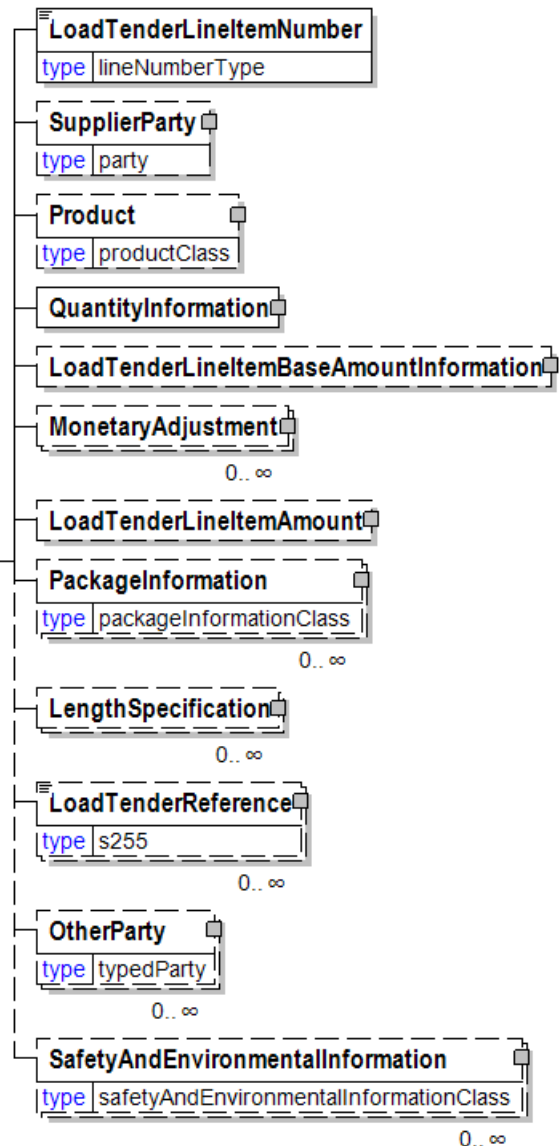 LoadTenderLineItemNumber
type lineNumberType
SupplierParty
type party
Product
type productClass
QuantityInformation
LoadTenderLineItemBaseAmountInformation
MonetaryAdjustment
0.. ∞
LoadTenderLineItemAmount
PackageInformation
type packageInformationClass
0.. ∞
LengthSpecification
0.. ∞
LoadTenderReference
type s255
0.. ∞
OtherParty
type typedParty
0.. ∞
SafetyAndEnvironmentalInformation
type safetyAndEnvironmentalInformationClass
0.. ∞